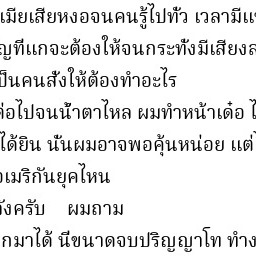 เมียเสียหงอจนคนรู้ไปทั่ว เวลามีแ
ญที่แกจะต้องให้จนกระทั่งมีเสียงล
ป็นคนสั่งให้ต้องทำอะไร
ต่อไปจนน้ำตาไหล ผมทำหน้าเด๋อ ไ
ได้ยิน นั่นผมอาจพอคุ้นหน่อย แต่
อเมริกันยุคไหน
วังครับ ผมถาม
กมาได้ นี่ขนาดจบปริญญาโท ทำง